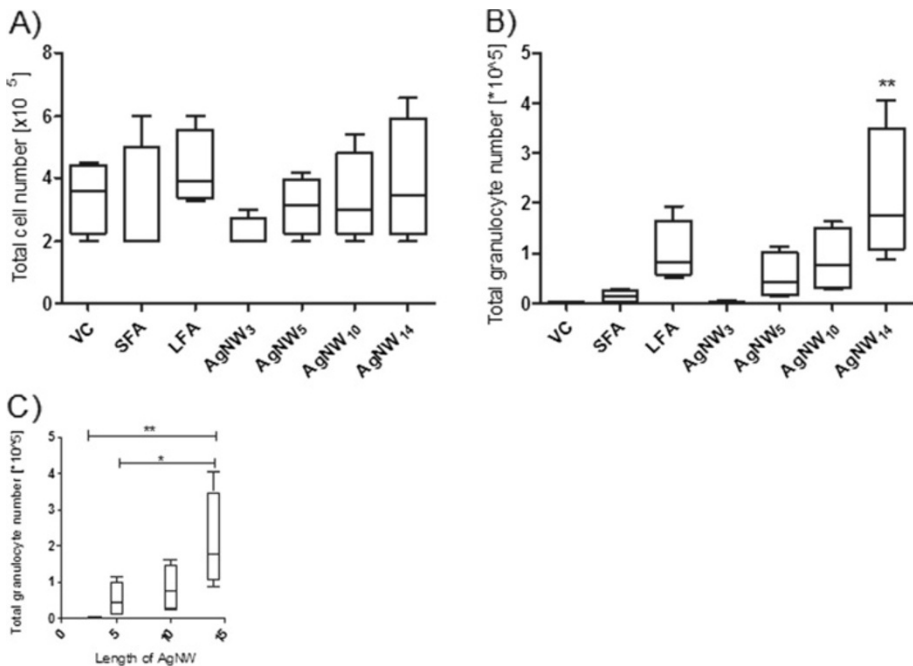 A)
Total cell number [x10 ^5]
8
6
4
2
0
VC
SFA
LFA
AgNW3
AgNW5
AgNW10
AgNW14
B)
Total granulocyte number [*10^5]
5
4
3
2
1
0
**
VC
SFA
LFA
AgNW3
AgNW5
AgNW10
AgNW14
C)
Total granulocyte number [*10^5]
5
4
3
2
1
0
**
*
0
5
10
15
Length of AgNW